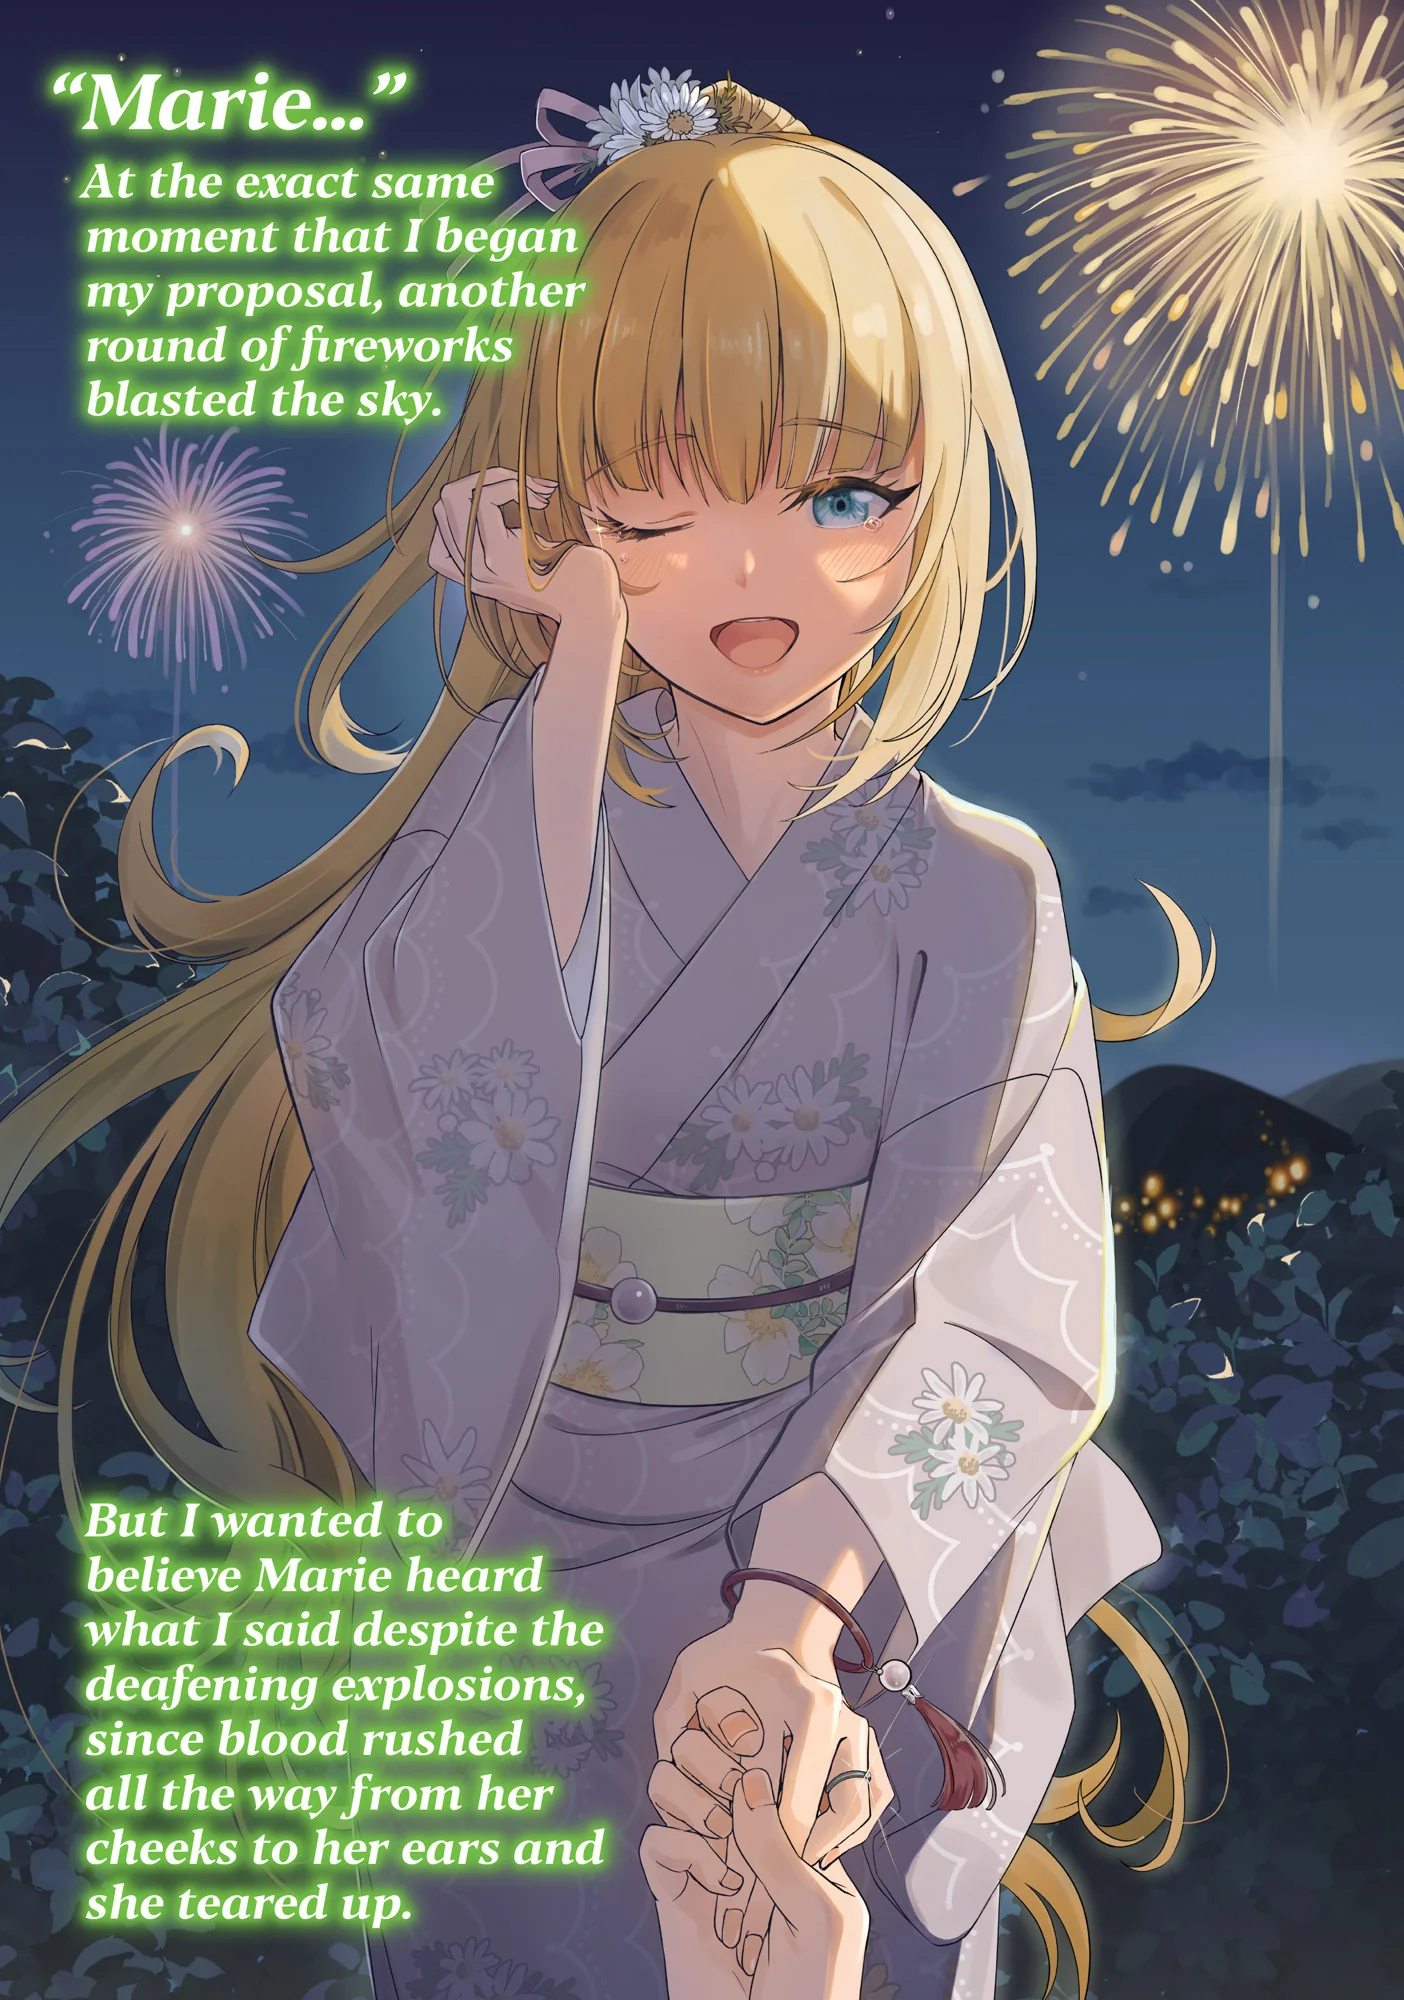 “Marie...”
At the exact same
moment that I began
my proposal, another
round of fireworks
blasted the sky.
But I wanted to
believe Marie heard
what I said despite the
deafening explosions,
since blood rushed
all the way from her
cheeks to her ears and
she teared up.